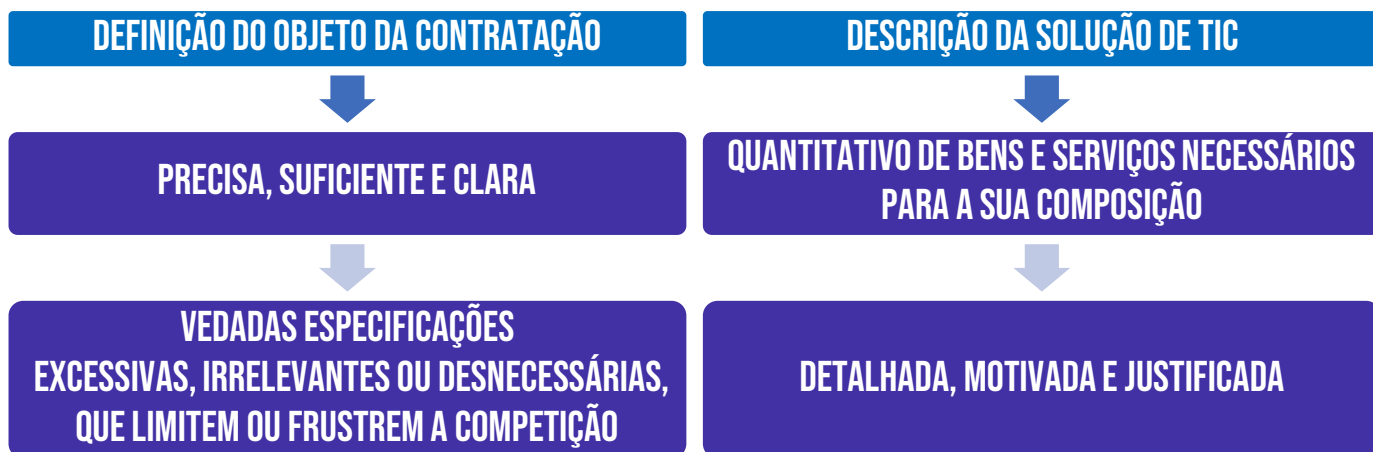 DEFINIÇÃO DO OBJETO DA CONTRATAÇÃO
PRECISA, SUFICIENTE E CLARA
VEDADAS ESPECIFICAÇÕES
EXCESSIVAS, IRRELEVANTES OU DESNECESSÁRIAS,
QUE LIMITEM OU FRUSTREM A COMPETIÇÃO
DESCRIÇÃO DA SOLUÇÃO DE TIC
QUANTITATIVO DE BENS E SERVIÇOS NECESSÁRIOS
PARA A SUA COMPOSIÇÃO
DETALHADA, MOTIVADA E JUSTIFICADA